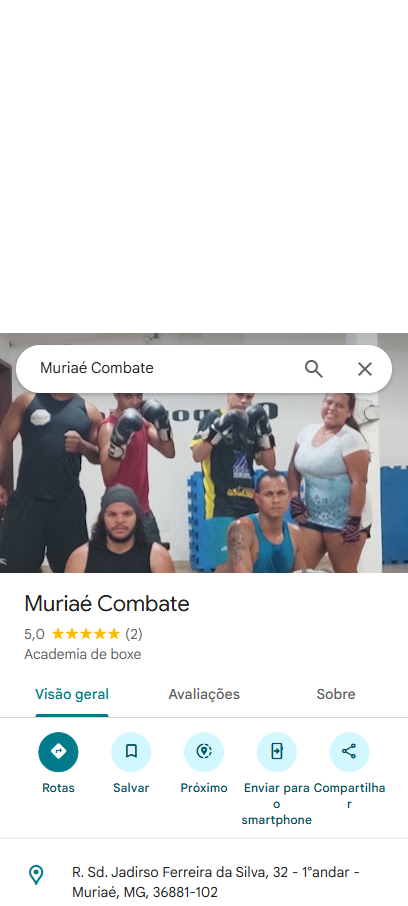 Muriaé Combate
Muriaé Combate
5,0 (2)
Academia de boxe
Visão geral Avaliações Sobre
Rotas Salvar Próximo Enviar para o smartphone Compartilhar
R. Sd. Jadirso Ferreira da Silva, 32 - 1°andar -
Muriaé, MG, 36881-102